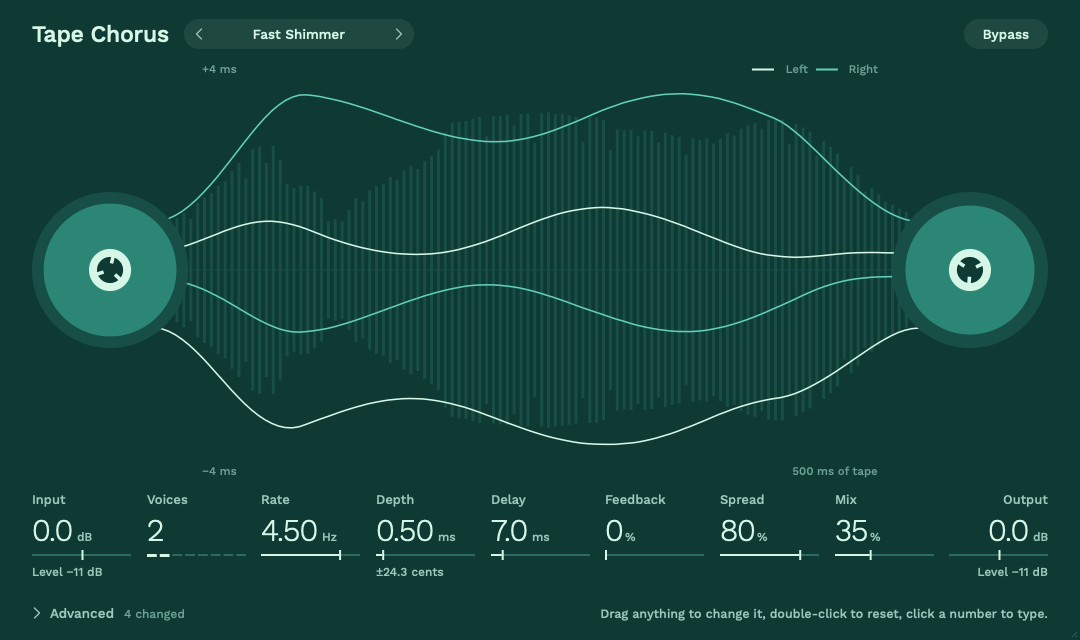 Tape Chorus
Fast Shimmer
Bypass
+4 ms
Left
Right
−4 ms
500 ms of tape
Input
0.0 dB
Level −11 dB
Voices
2
Rate
4.50 Hz
Depth
0.50 ms
±24.3 cents
Delay
7.0 ms
Feedback
0%
Spread
80%
Mix
35%
Output
0.0 dB
Level −11 dB
Advanced 4 changed
Drag anything to change it, double-click to reset, click a number to type.